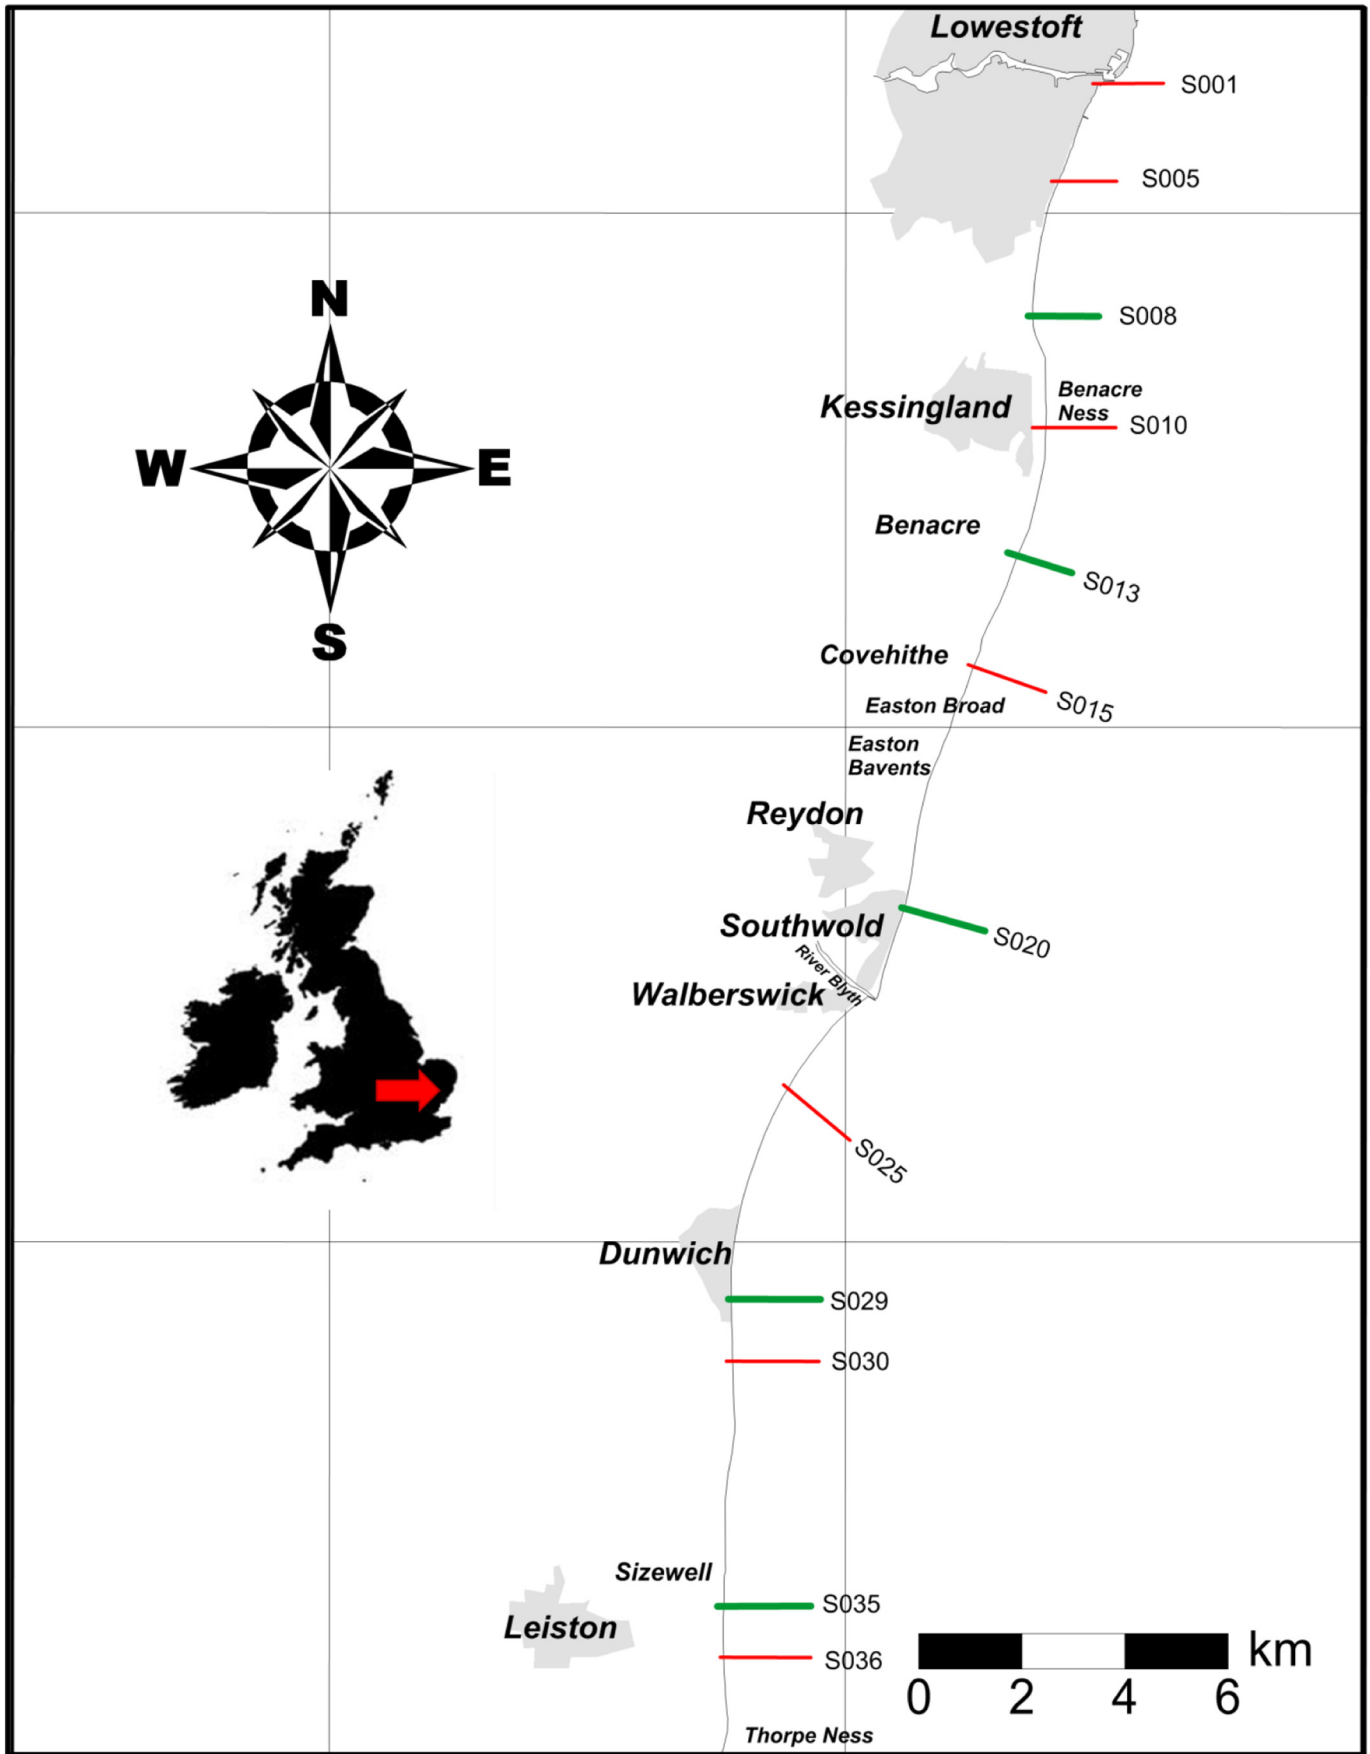 Lowestoft
S001
S005
N
S008
Kessingland
Benacre
Ness
S010
W
E
Benacre
S013
S
Covehithe
Easton Broad
S015
Easton
Bavents
Reydon
Southwold
S020
River Blyth
Walberswick
S025
Dunwich
S029
S030
Sizewell
S035
Leiston
S036
km
0 2 4 6
Thorpe Ness